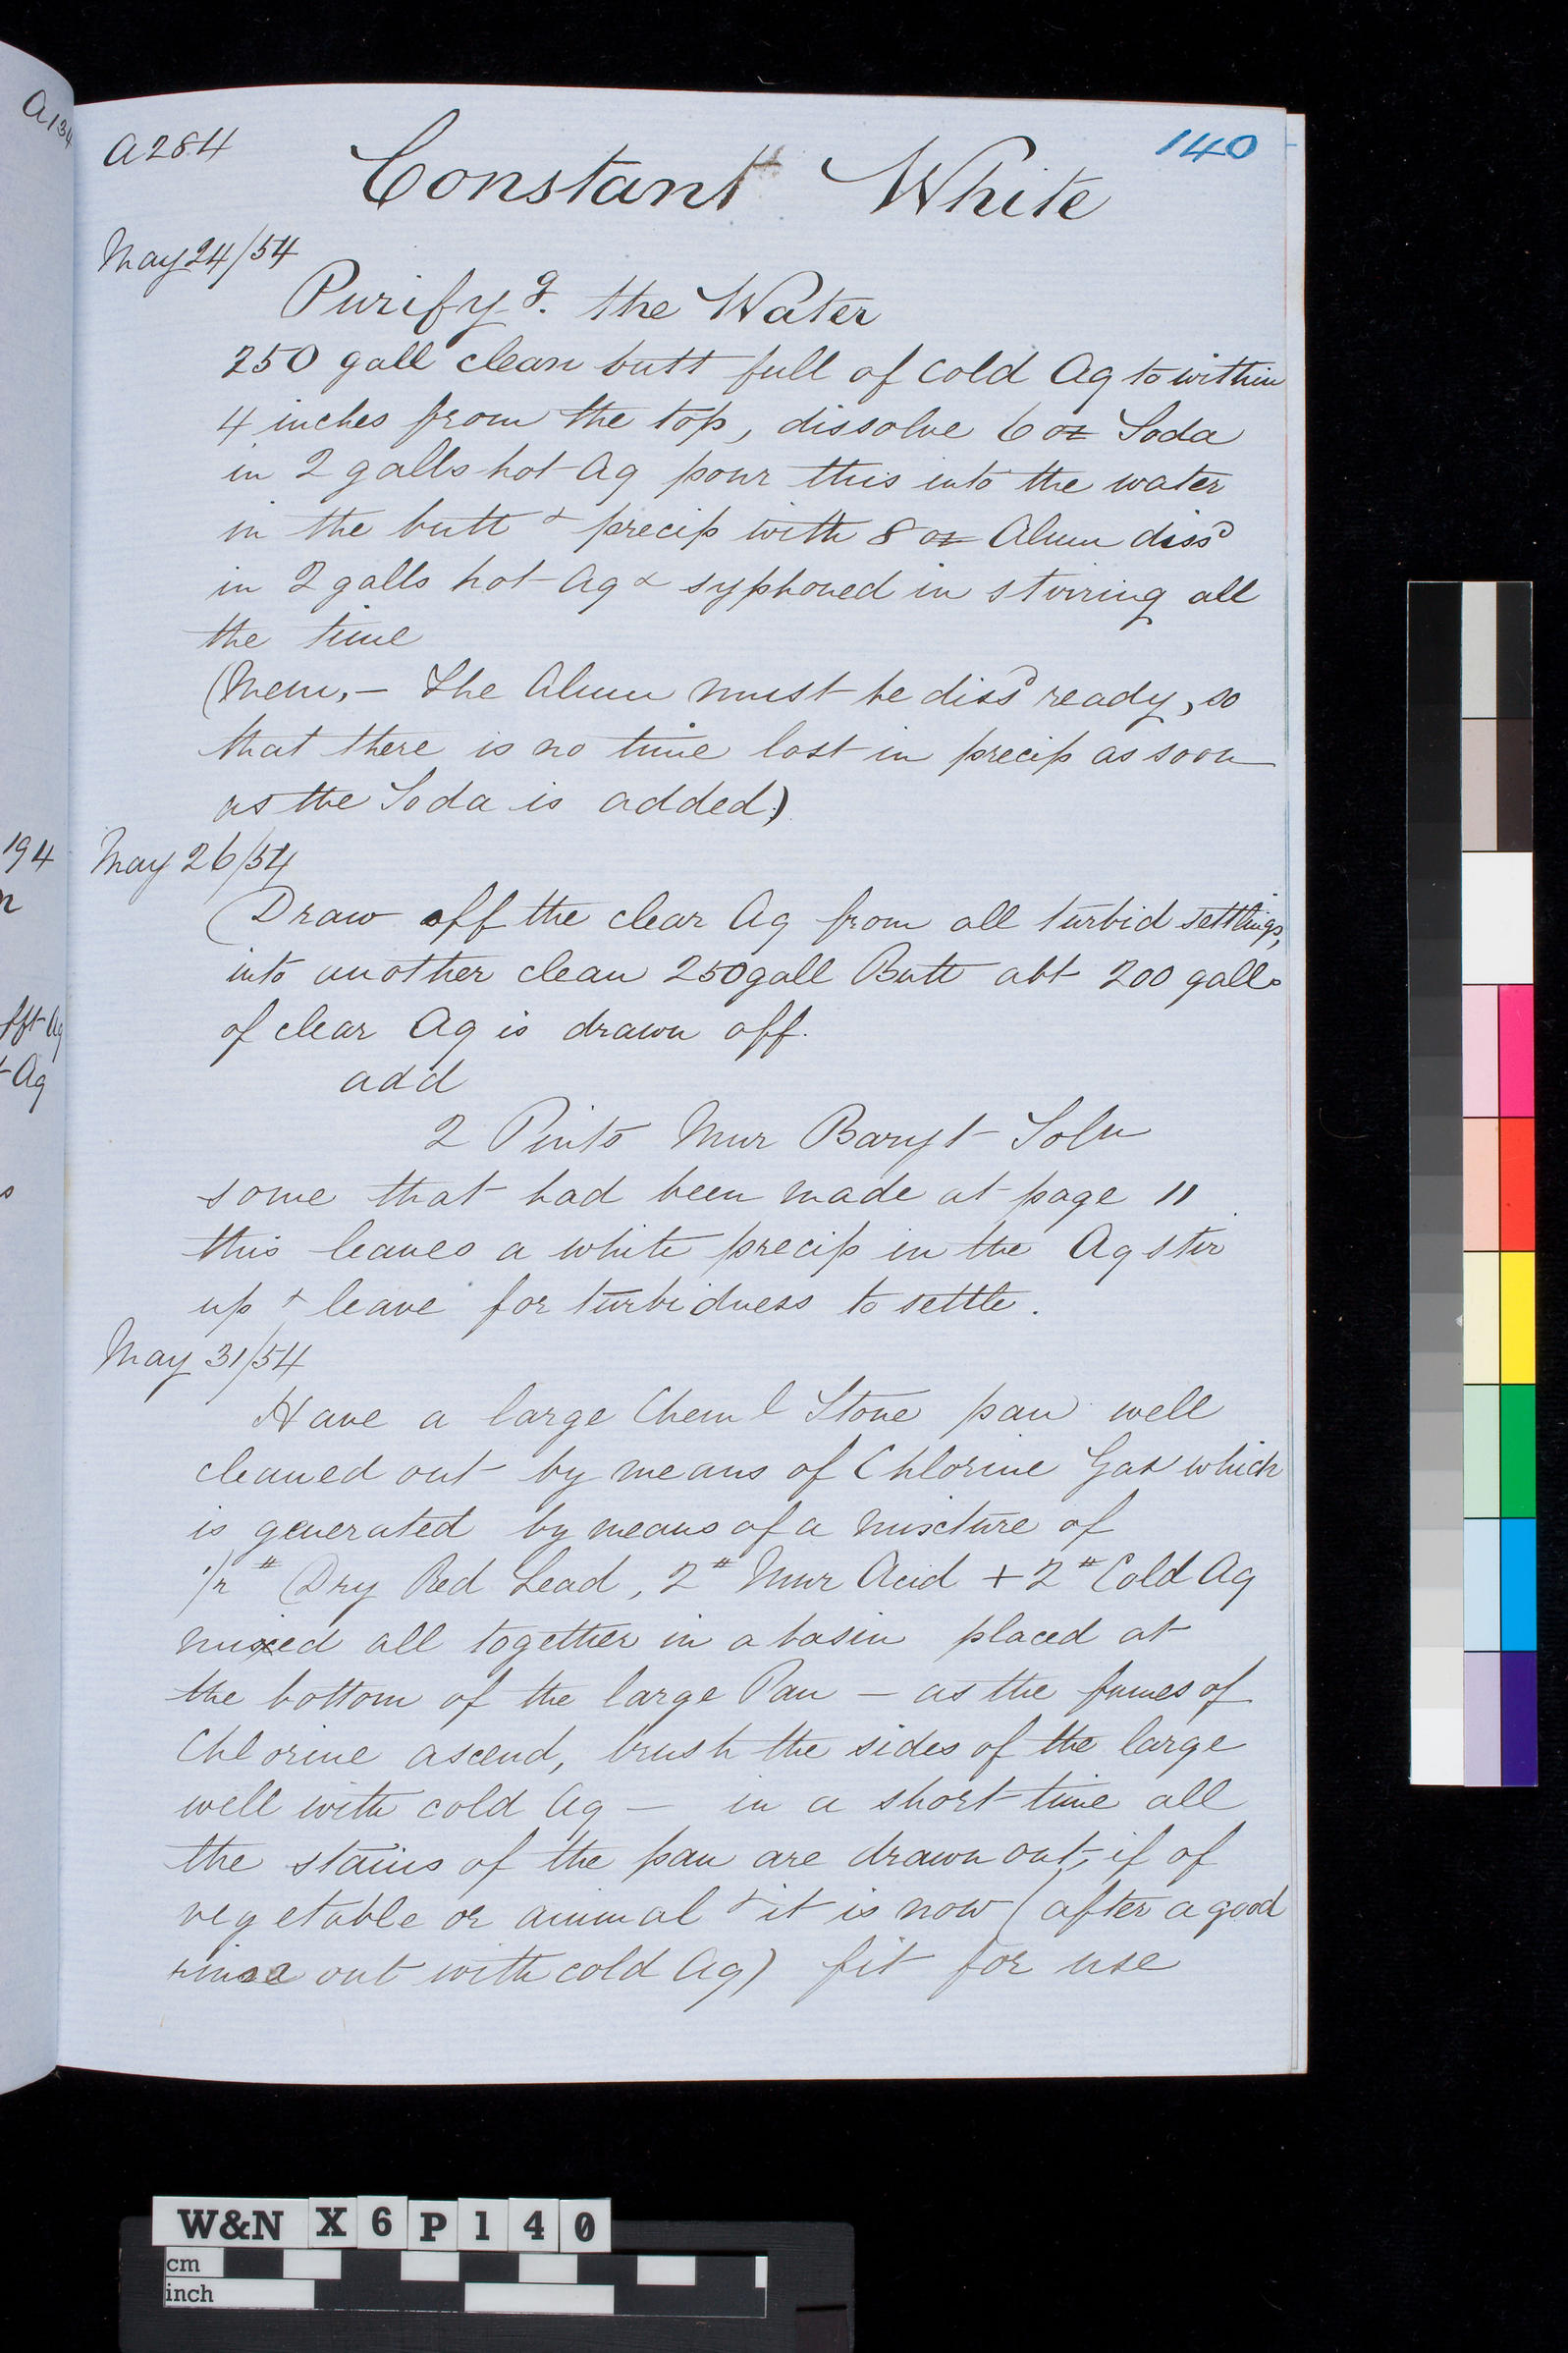 A134
A284
140
Constant White
May 24/54
Purifyg. the Water
250 gall clean butt full of cold Aq to within
4 inches from the top, dissolve 6 oz Soda
in 2 galls hot Aq pour this into the water
in the butt & precip with 8 oz Alum dissd
in 2 galls hot Aq & syphoned in stirring all
the time
(Mem, — The Alum must be dissd ready, so
that there is no time lost in precip as soon
as the Soda is added)
194
May 26/54
Draw off the clear Aq from all turbid settlings,
into another clean 250 gall Butt abt 200 galls
of clear Aq is drawn off.
Aq
add
Aq
2 Pints Mur Baryt Soln
some that had been made at page 11
this leaves a white precip in the Aq stir
up & leave for turbidness to settle.
May 31/54
Have a large Cheml Stone pan well
cleaned out by means of Chlorine Gas which
is generated by means of a mixture of
1/2 # Dry Red Lead, 2 # Mur Acid + 2 # Cold Aq
mixed all together in a basin placed at
the bottom of the large Pan — as the fumes of
Chlorine ascend, brush the sides of the large
well with cold Aq — in a short time all
the stains of the pan are drawn out, if of
vegetable or animal & it is now (after a good
rinse out with cold Aq) fit for use
W&N X6P140
cm
inch